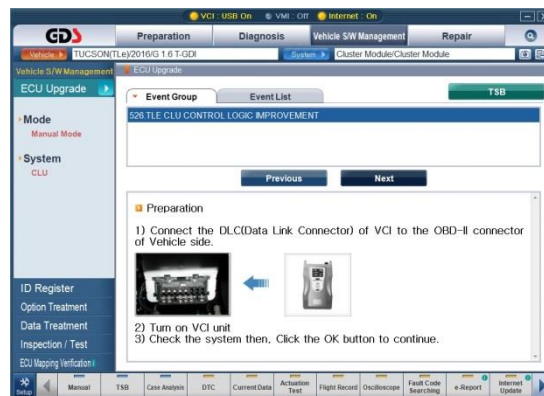 VCI : USB On VMI : Off Internet : On
GDS Preparation Diagnosis Vehicle S/W Management Repair
Vehicle TUCSON(TLe)/2016/G 1.6 T-GDI System Cluster Module/Cluster Module
Vehicle S/W Management ECU Upgrade
ECU Upgrade
Event Group Event List TSB
526.TLE CLU CONTROL LOGIC IMPROVEMENT
Mode
Manual Mode
System
CLU
Previous Next
Preparation
1) Connect the DLC(Data Link Connector) of VCI to the OBD-II connector
of Vehicle side.
2) Turn on VCI unit
3) Check the system then, Click the OK button to continue.
ID Register
Option Treatment
Data Treatment
Inspection / Test
ECU Mapping Verification
Setup Manual TSB Case Analysis DTC Current Data Actuation Test Flight Record Oscilloscope Fault Code Searching e-Report Internet Update